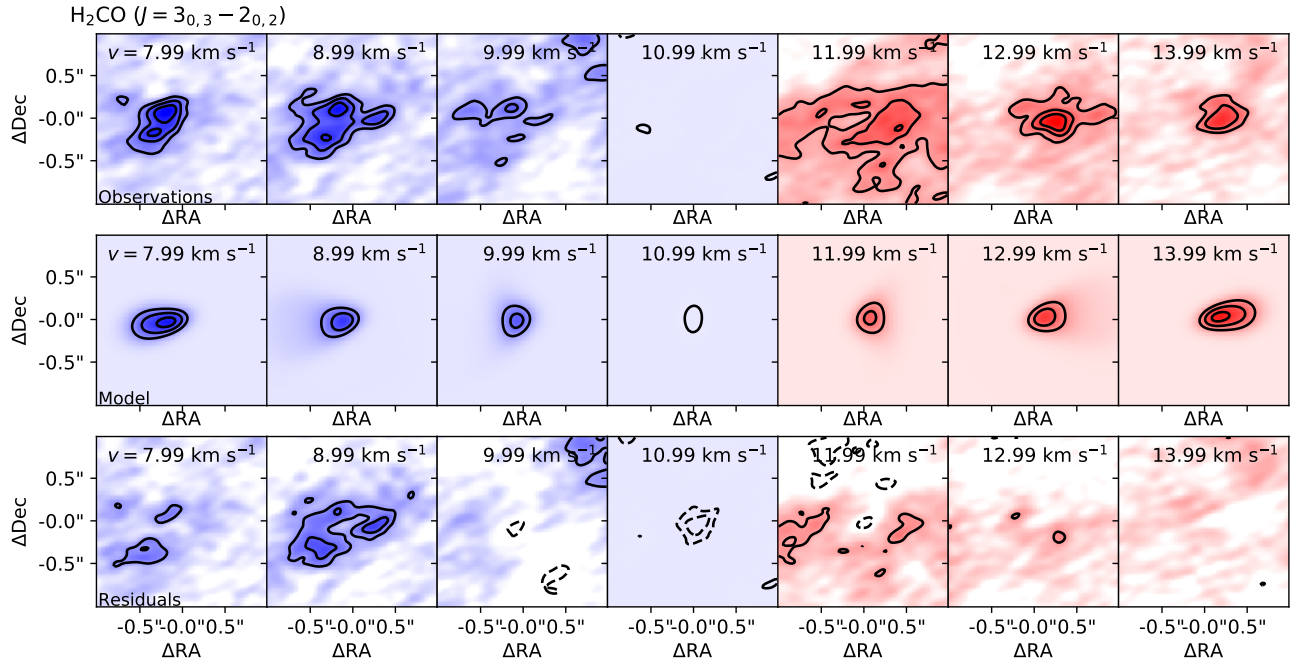 H₂CO (J = 3₀,₃ − 2₀,₂)
v = 7.99 km s⁻¹ 8.99 km s⁻¹ 9.99 km s⁻¹ 10.99 km s⁻¹ 11.99 km s⁻¹ 12.99 km s⁻¹ 13.99 km s⁻¹
0.5"
-0.0"
-0.5"
ΔDec
Observations
ΔRA ΔRA ΔRA ΔRA ΔRA ΔRA ΔRA
v = 7.99 km s⁻¹ 8.99 km s⁻¹ 9.99 km s⁻¹ 10.99 km s⁻¹ 11.99 km s⁻¹ 12.99 km s⁻¹ 13.99 km s⁻¹
0.5"
-0.0"
-0.5"
ΔDec
Model
ΔRA ΔRA ΔRA ΔRA ΔRA ΔRA ΔRA
v = 7.99 km s⁻¹ 8.99 km s⁻¹ 9.99 km s⁻¹ 10.99 km s⁻¹ 11.99 km s⁻¹ 12.99 km s⁻¹ 13.99 km s⁻¹
0.5"
-0.0"
-0.5"
ΔDec
Residuals
-0.5"-0.0"0.5" -0.5"-0.0"0.5" -0.5"-0.0"0.5" -0.5"-0.0"0.5" -0.5"-0.0"0.5" -0.5"-0.0"0.5" -0.5"-0.0"0.5"
ΔRA ΔRA ΔRA ΔRA ΔRA ΔRA ΔRA